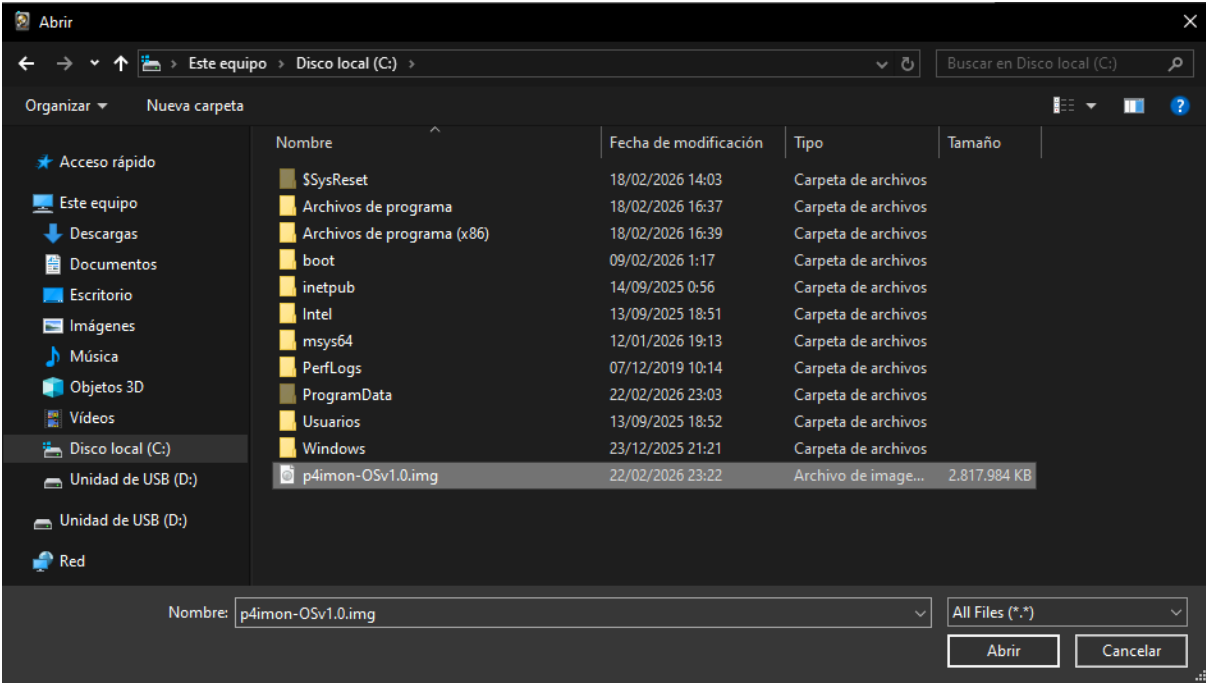 Abrir
Este equipo > Disco local (C:) >
Buscar en Disco local (C:)
Organizar
Nueva carpeta
?
Acceso rápido
Este equipo
Descargas
Documentos
Escritorio
Imágenes
Música
Objetos 3D
Vídeos
Disco local (C:)
Unidad de USB (D:)
Unidad de USB (D:)
Red
Nombre Fecha de modificación Tipo Tamaño
$SysReset 18/02/2026 14:03 Carpeta de archivos
Archivos de programa 18/02/2026 16:37 Carpeta de archivos
Archivos de programa (x86) 18/02/2026 16:39 Carpeta de archivos
boot 09/02/2026 1:17 Carpeta de archivos
inetpub 14/09/2025 0:56 Carpeta de archivos
Intel 13/09/2025 18:51 Carpeta de archivos
msys64 12/01/2026 19:13 Carpeta de archivos
PerfLogs 07/12/2019 10:14 Carpeta de archivos
ProgramData 22/02/2026 23:03 Carpeta de archivos
Usuarios 13/09/2025 18:52 Carpeta de archivos
Windows 23/12/2025 21:21 Carpeta de archivos
p4imon-OSv1.0.img 22/02/2026 23:22 Archivo de image... 2.817.984 KB
Nombre: p4imon-OSv1.0.img
All Files (*.*)
Abrir
Cancelar